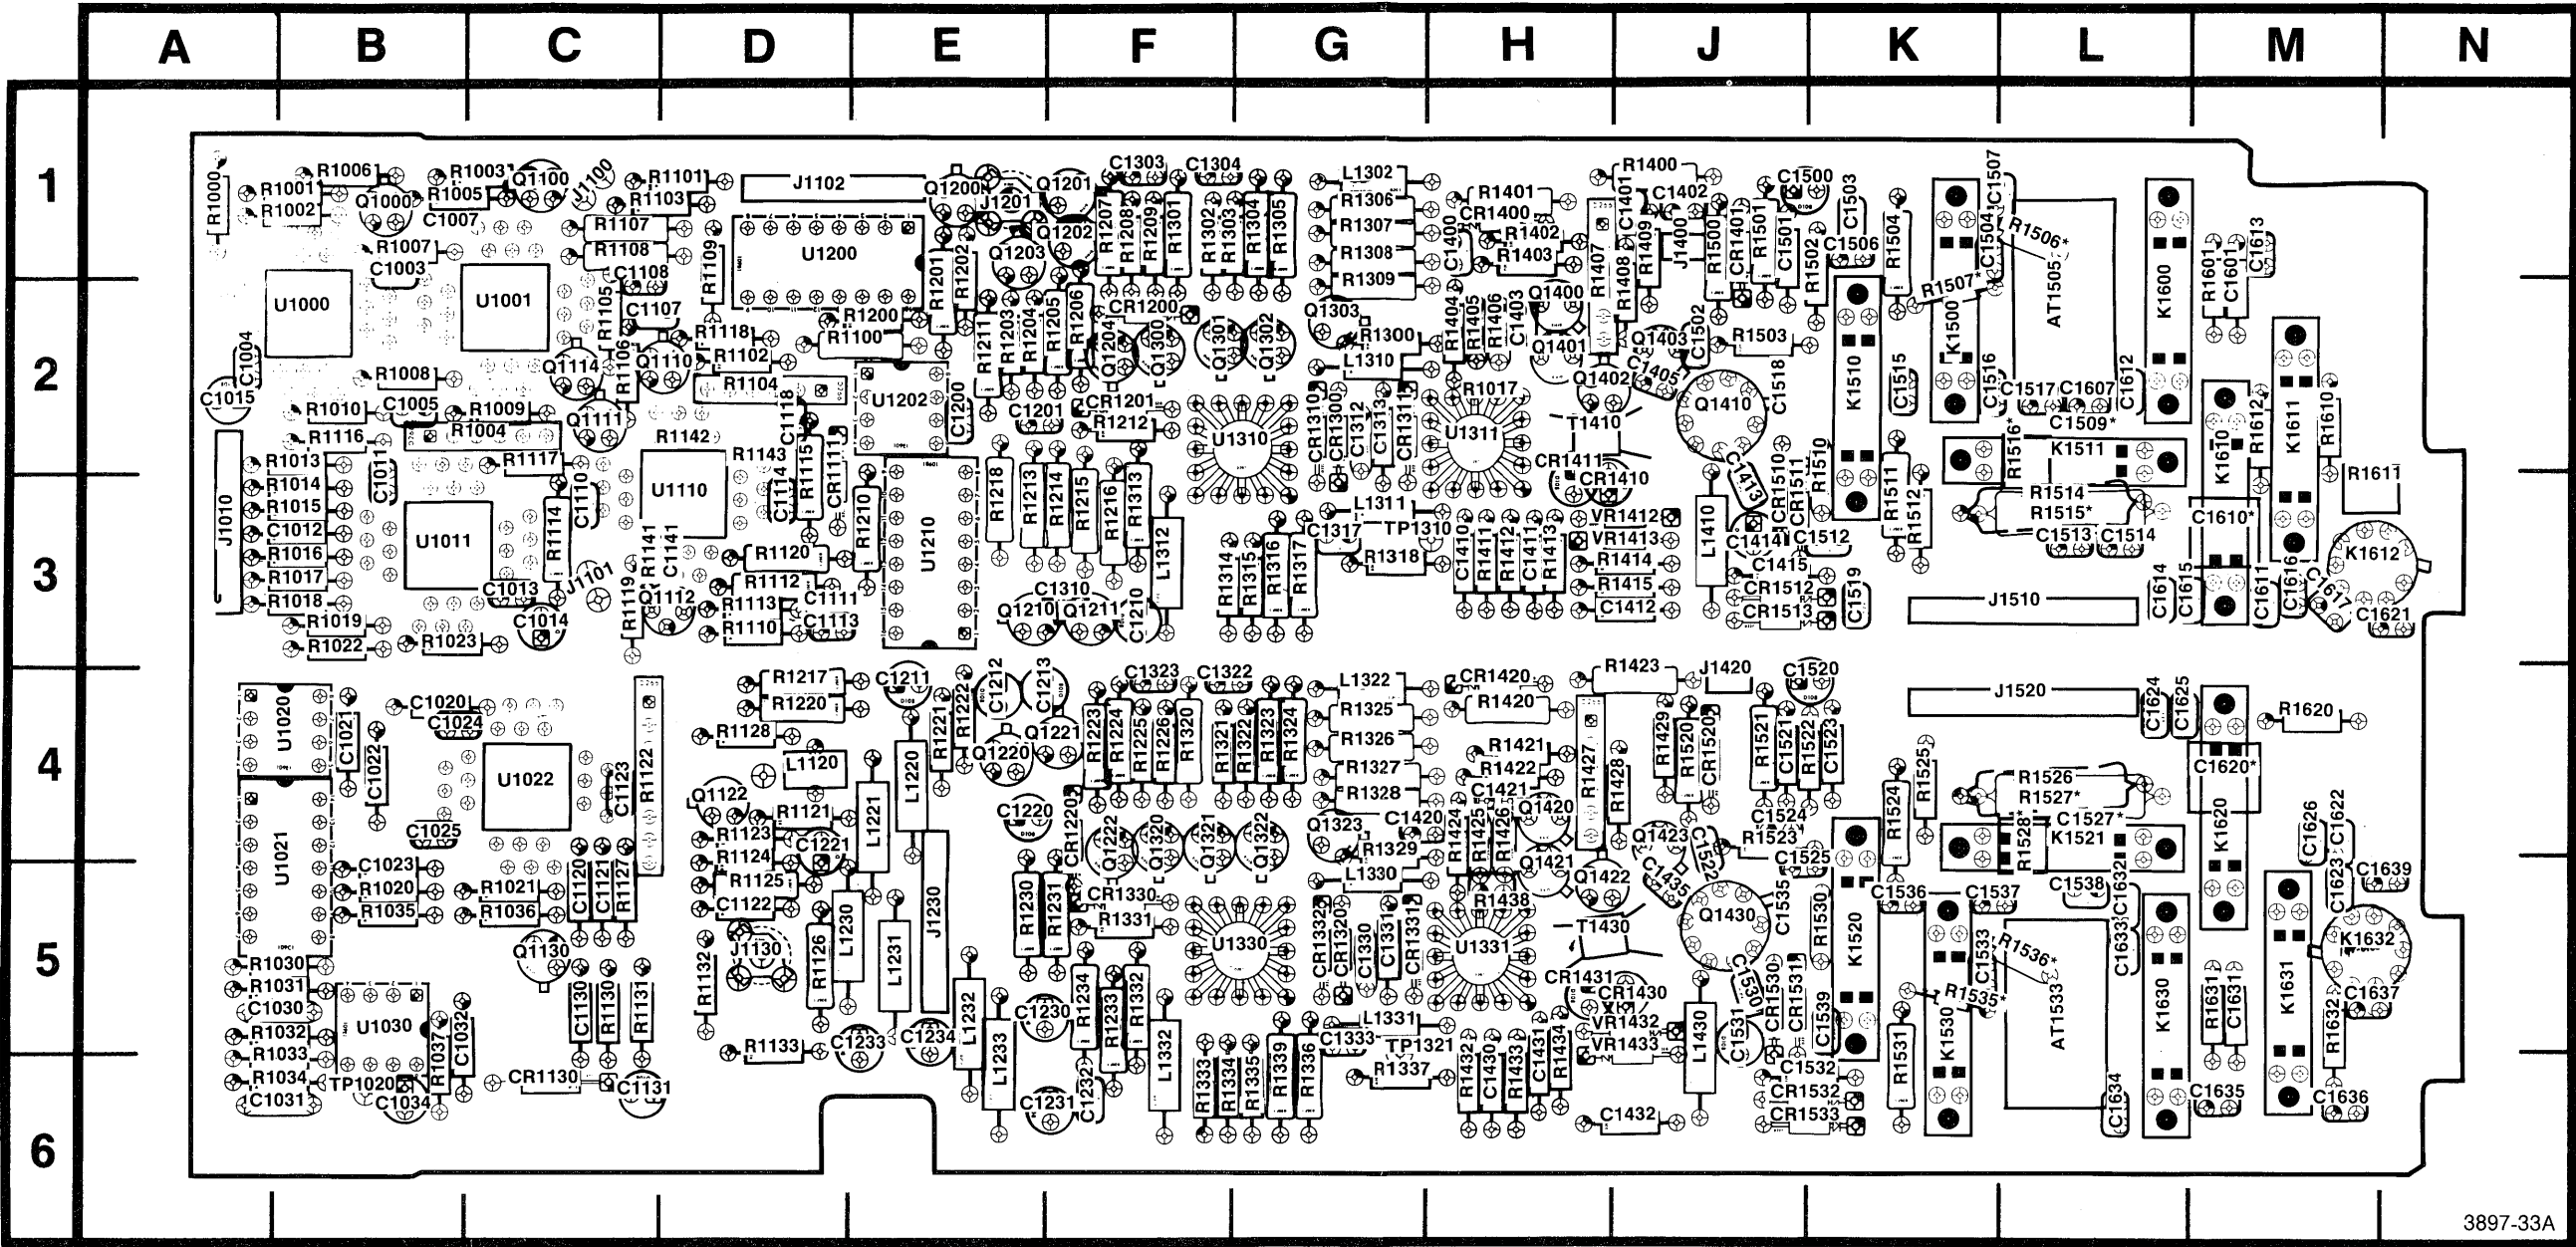 A B C D E F G H J K L M N
1
R1000 R1001 R1002 R1006 Q1000 R1003 R1005 C1007 Q1100 J1100 R1101 R1103 J1102 Q1200 J1201 Q1201 C1303 C1304 L1302 R1401 R1400 C1401 C1402 C1500 C1503 C1507
R1007 C1003 R1107 R1108 C1108 R1109 U1200 R1201 R1202 Q1203 Q1202 R1207 R1208 R1209 R1301 R1302 R1303 R1304 R1305 R1306 R1307 R1308 R1309 C1400 CR1400 R1402 R1403 R1407 R1408 R1409 J1400 R1500 CR1401 R1501 C1501 R1502 C1506 R1504 C1504 R1506* R1507* AT1505 K1600 R1601 C1601 C1613
2
U1000 U1001 R1105 C1107 R1106 Q1110 R1118 R1102 R1100 R1200 R1211 R1203 R1204 R1205 R1206 CR1200 Q1204 Q1300 Q1301 Q1302 Q1303 R1300 L1310 R1404 R1405 R1406 C1403 Q1400 Q1401 Q1402 Q1403 C1405 C1502 R1503 K1500 K1510
C1004 C1015 R1008 R1010 C1005 R1009 Q1114 Q1111 R1104 C1118 U1202 C1200 C1201 CR1201 R1212 U1310 CR1310 CR1300 C1312 C1313 CR1311 R1017 U1311 T1410 Q1410 C1518 C1515 C1516 C1517 C1607 C1612 C1509* K1610 R1612 K1611 R1610
R1116 R1004 R1142 R1143 R1013 C1011 R1117 R1115 CR1111 CR1411 CR1410 C1413 CR1510 CR1511 R1510 R1511 R1512 R1516* K1511 R1611
3
J1010 R1014 R1015 C1012 R1016 R1017 R1018 R1019 R1022 U1011 R1114 C1110 U1110 C1114 R1210 U1210 R1218 R1213 R1214 R1215 R1216 R1313 L1312 L1311 C1317 TP1310 R1318 R1314 R1315 R1316 R1317 C1410 R1411 R1412 C1411 R1413 VR1412 VR1413 R1414 R1415 C1412 L1410 C1414 C1415 CR1512 CR1513 C1512 C1519 R1514 R1515* C1513 C1514 C1610* K1612
C1013 C1014 R1023 J1101 R1119 R1141 C1141 Q1112 R1120 R1112 R1113 R1110 C1111 C1113 Q1210 C1310 Q1211 C1210 J1510 C1614 C1615 C1611 C1616 C1617 C1621
4
U1020 C1021 C1022 C1020 C1024 U1022 C1123 R1122 R1217 R1220 R1128 L1120 C1211 R1221 R1222 C1212 C1213 Q1220 Q1221 R1223 R1224 R1225 R1226 R1320 C1323 C1322 R1321 R1322 R1323 R1324 L1322 R1325 R1326 R1327 R1328 CR1420 R1420 R1421 R1422 C1421 R1423 J1420 R1427 R1428 R1429 R1520 CR1520 R1521 C1521 R1522 C1523 C1520 J1520 C1624 C1625 R1620
U1021 C1025 Q1122 R1121 R1123 R1124 C1221 L1221 L1220 C1220 CR1220 Q1222 Q1320 Q1321 Q1322 Q1323 C1420 R1329 R1424 R1425 R1426 Q1420 Q1421 Q1422 Q1423 C1522 R1523 C1524 C1525 R1524 R1525 R1526 R1527* R1528* C1527* K1521 C1620* K1620 C1626 C1622
5
C1023 R1020 R1035 R1021 R1036 C1120 C1121 R1127 R1125 C1122 R1126 L1230 L1231 J1230 R1230 R1231 CR1330 R1331 U1330 L1330 CR1332 CR1320 C1330 C1331 CR1331 R1438 U1331 T1430 C1435 Q1430 C1535 R1530 K1520 C1536 C1537 C1538 C1632 C1633 C1623 C1639
R1030 R1031 C1030 R1032 U1030 R1037 C1032 Q1130 C1130 R1130 R1131 R1132 J1130 C1233 C1234 L1232 L1233 C1230 R1234 R1233 R1332 L1332 L1331 C1333 TP1321 CR1431 CR1430 VR1432 VR1433 L1430 C1530 CR1530 CR1531 C1531 C1539 C1533 R1536* R1535* AT1533 K1530 K1630 R1631 C1631 K1631 R1632 K1632 C1637
6
R1033 R1034 C1031 TP1020 C1034 CR1130 C1131 R1133 C1231 C1232 R1333 R1334 R1335 R1339 R1336 R1337 R1432 C1430 R1433 C1431 R1434 C1432 C1532 CR1532 CR1533 R1531 C1634 C1635 C1636
3897-33A